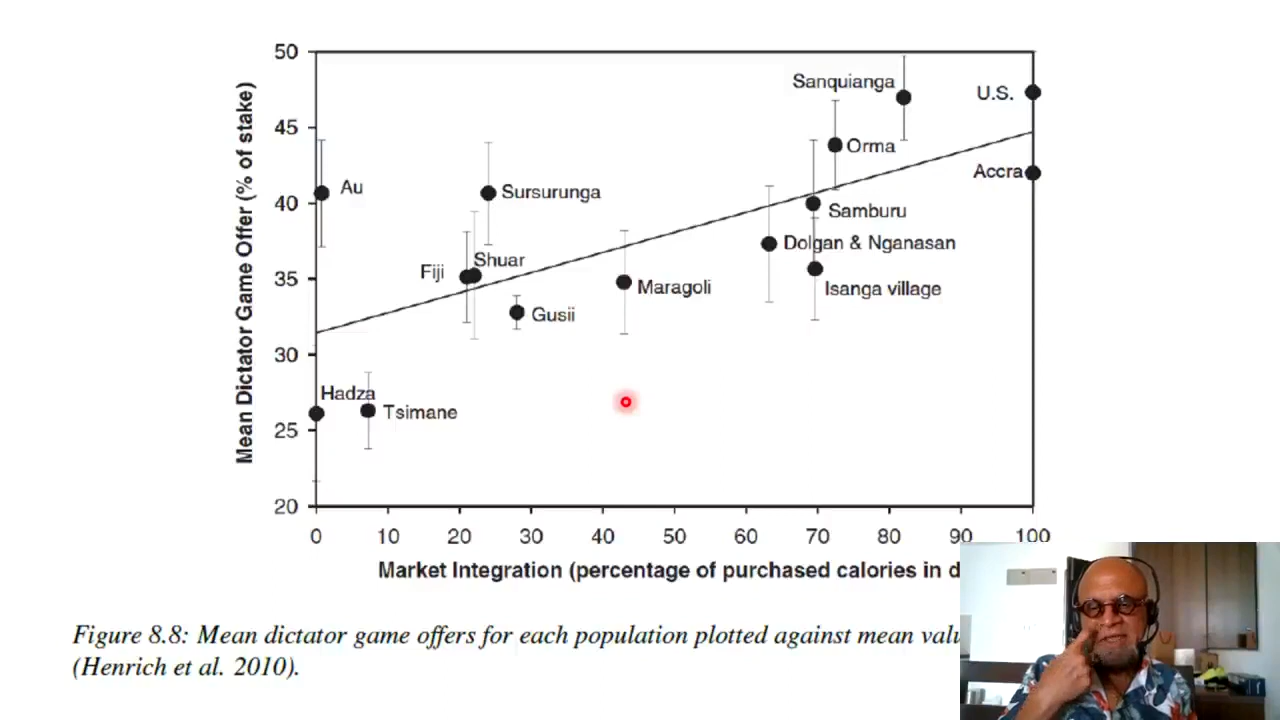 50
45
40
35
30
25
20
Mean Dictator Game Offer (% of stake)
Sanquianga
U.S.
Orma
Accra
Au
Sursurunga
Samburu
Dolgan & Nganasan
Shuar
Fiji
Maragoli
Isanga village
Gusii
Hadza
Tsimane
0 10 20 30 40 50 60 70 80 90 100
Market Integration (percentage of purchased calories in d
Figure 8.8: Mean dictator game offers for each population plotted against mean valu
(Henrich et al. 2010).